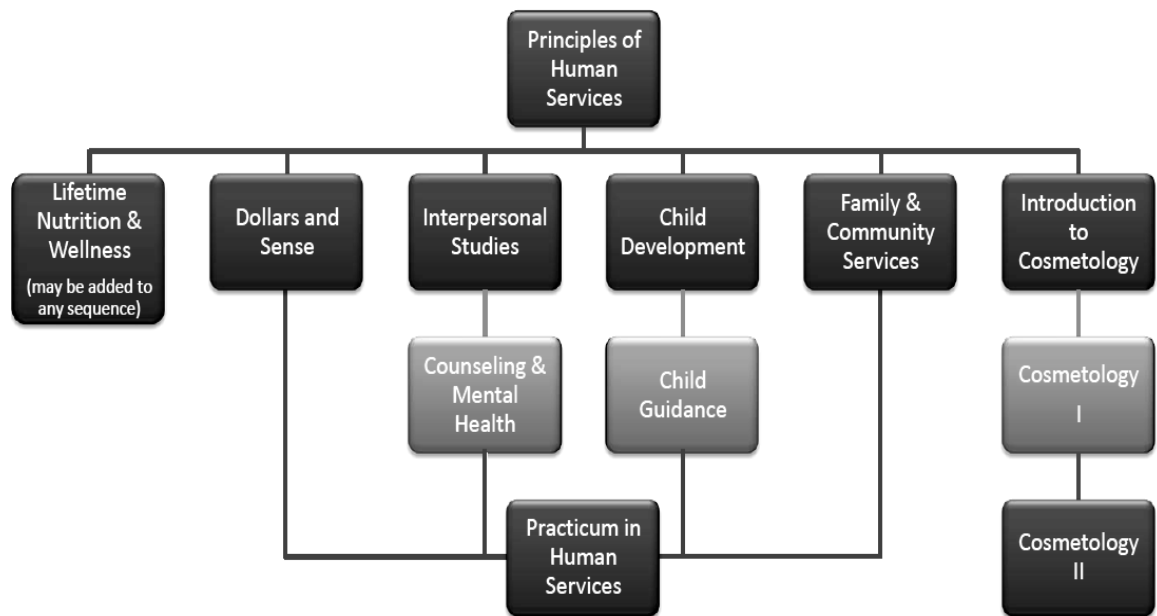 Principles of
Human
Services
Lifetime
Nutrition &
Wellness
(may be added to
any sequence)
Dollars and
Sense
Interpersonal
Studies
Child
Development
Family &
Community
Services
Introduction
to
Cosmetology
Counseling &
Mental
Health
Child
Guidance
Cosmetology
I
Practicum in
Human
Services
Cosmetology
II